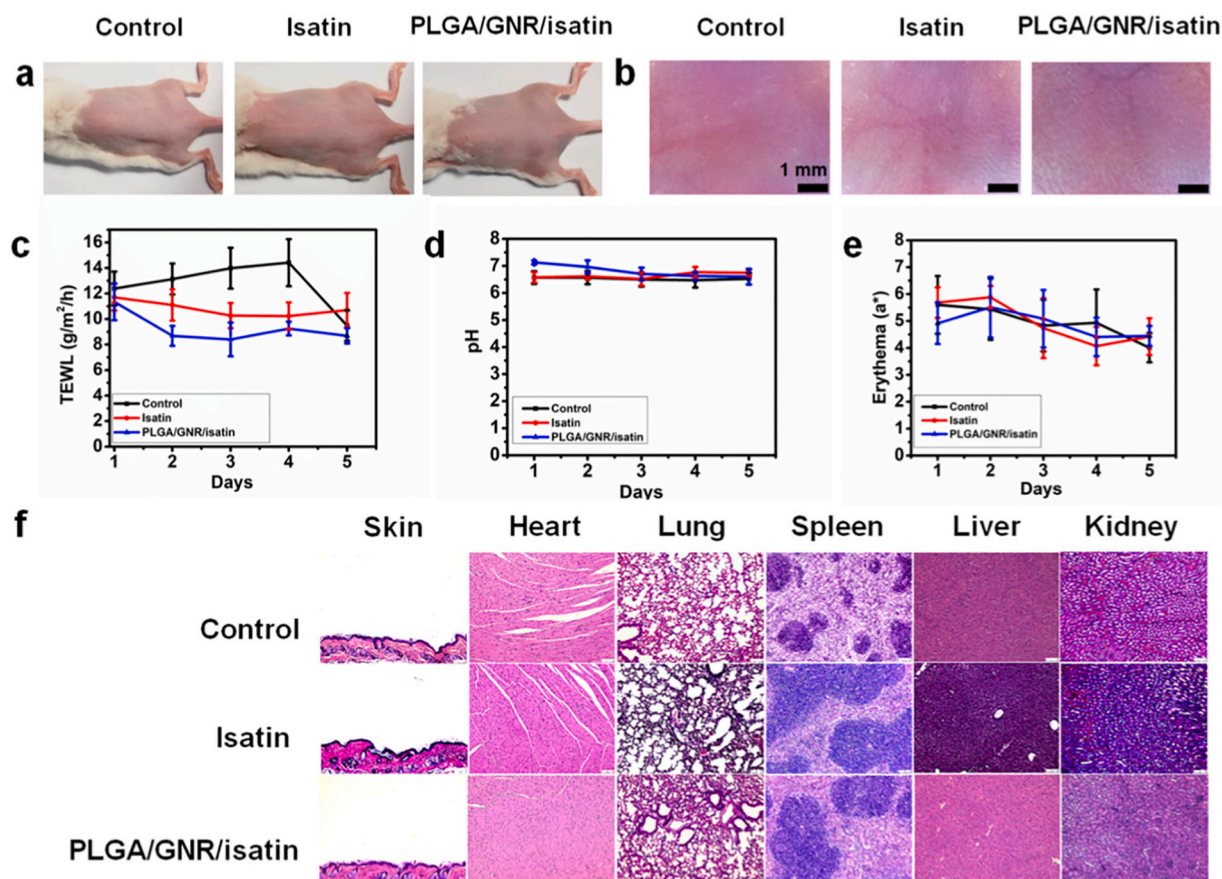 Control Isatin PLGA/GNR/isatin Control Isatin PLGA/GNR/isatin
a b
1 mm
c d e
16
14
12
10
8
6
4
2
0
TEWL (g/m²/h)
Control
Isatin
PLGA/GNR/isatin
1 2 3 4 5
Days
8
7
6
5
4
3
2
1
0
pH
Control
Isatin
PLGA/GNR/isatin
1 2 3 4 5
Days
8
7
6
5
4
3
2
1
0
Erythema (a*)
Control
Isatin
PLGA/GNR/isatin
1 2 3 4 5
Days
f
Skin Heart Lung Spleen Liver Kidney
Control
Isatin
PLGA/GNR/isatin